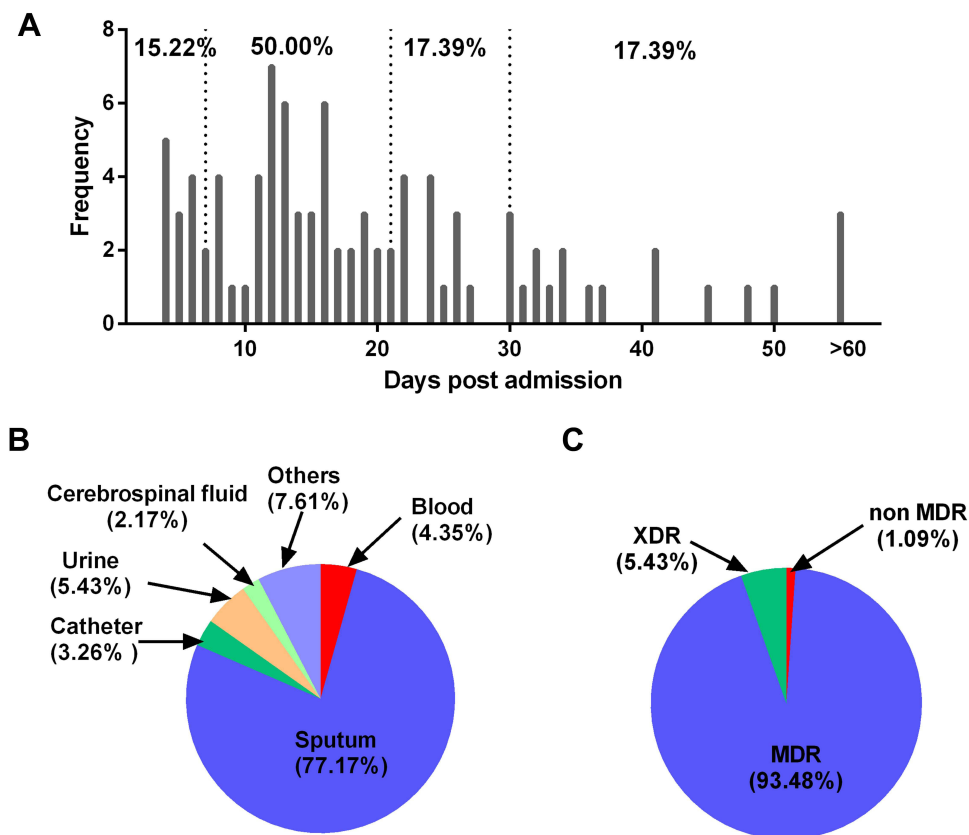 A
8
15.22%
50.00%
17.39%
17.39%
6
4
2
0
Frequency
10
20
30
40
50
>60
Days post admission
B
Others
(7.61%)
Cerebrospinal fluid
(2.17%)
Blood
(4.35%)
Urine
(5.43%)
Catheter
(3.26% )
Sputum
(77.17%)
C
non MDR
(1.09%)
XDR
(5.43%)
MDR
(93.48%)